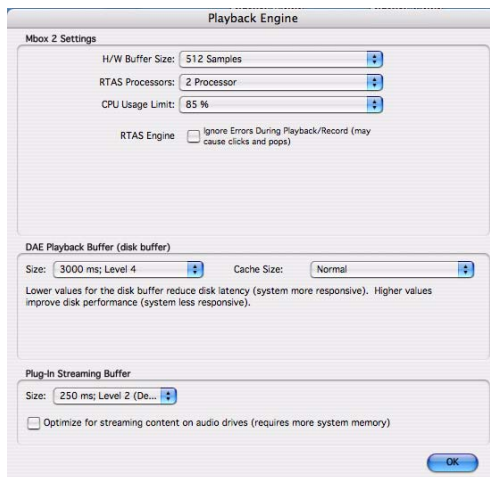 Playback Engine
Mbox 2 Settings
H/W Buffer Size: 512 Samples
RTAS Processors: 2 Processor
CPU Usage Limit: 85 %
RTAS Engine Ignore Errors During Playback/Record (may
cause clicks and pops)
DAE Playback Buffer (disk buffer)
Size: 3000 ms; Level 4 Cache Size: Normal
Lower values for the disk buffer reduce disk latency (system more responsive). Higher values
improve disk performance (system less responsive).
Plug-In Streaming Buffer
Size: 250 ms; Level 2 (De...
Optimize for streaming content on audio drives (requires more system memory)
OK